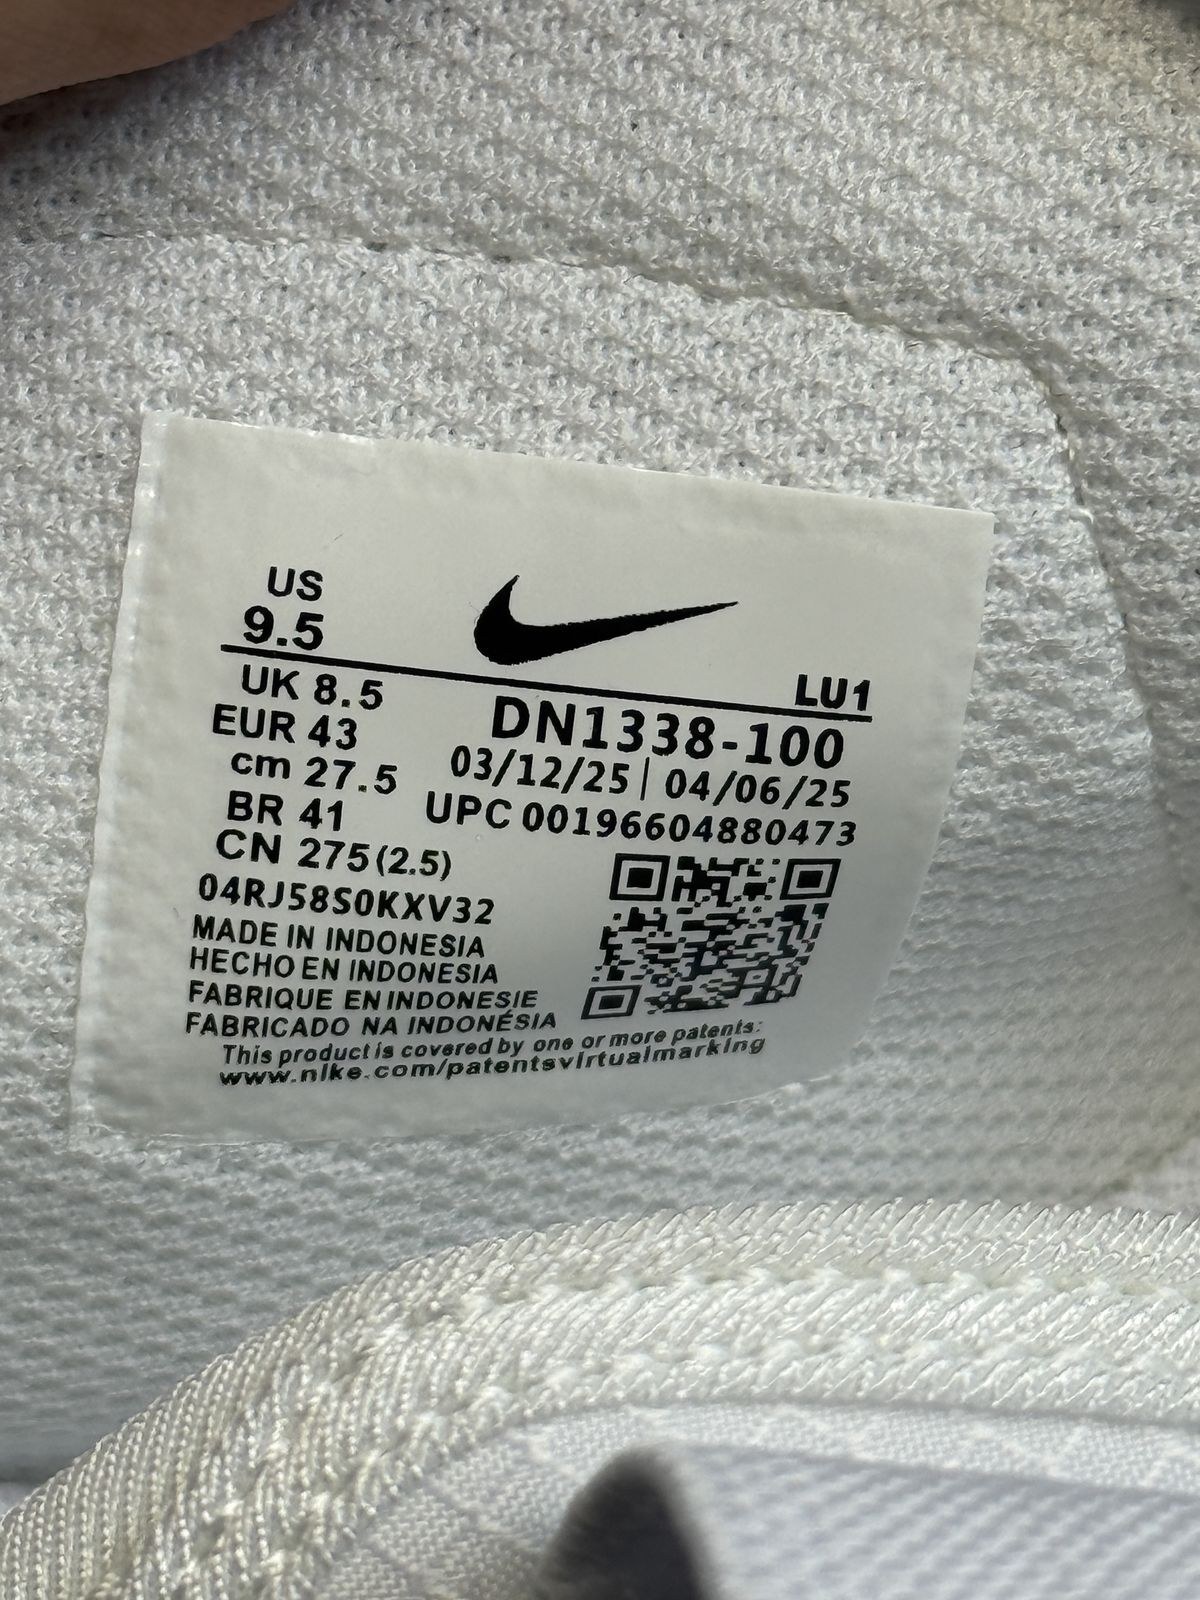 US
9.5
LU1
UK 8.5
DN1338-100
EUR 43
03/12/25 | 04/06/25
cm 27.5
UPC 00196604880473
BR 41
CN 275(2.5)
04RJ58S0KXV32
MADE IN INDONESIA
HECHO EN INDONESIA
FABRIQUE EN INDONESIE
FABRICADO NA INDONÉSIA
This product is covered by one or more patents:
www.nike.com/patentsvirtualmarking